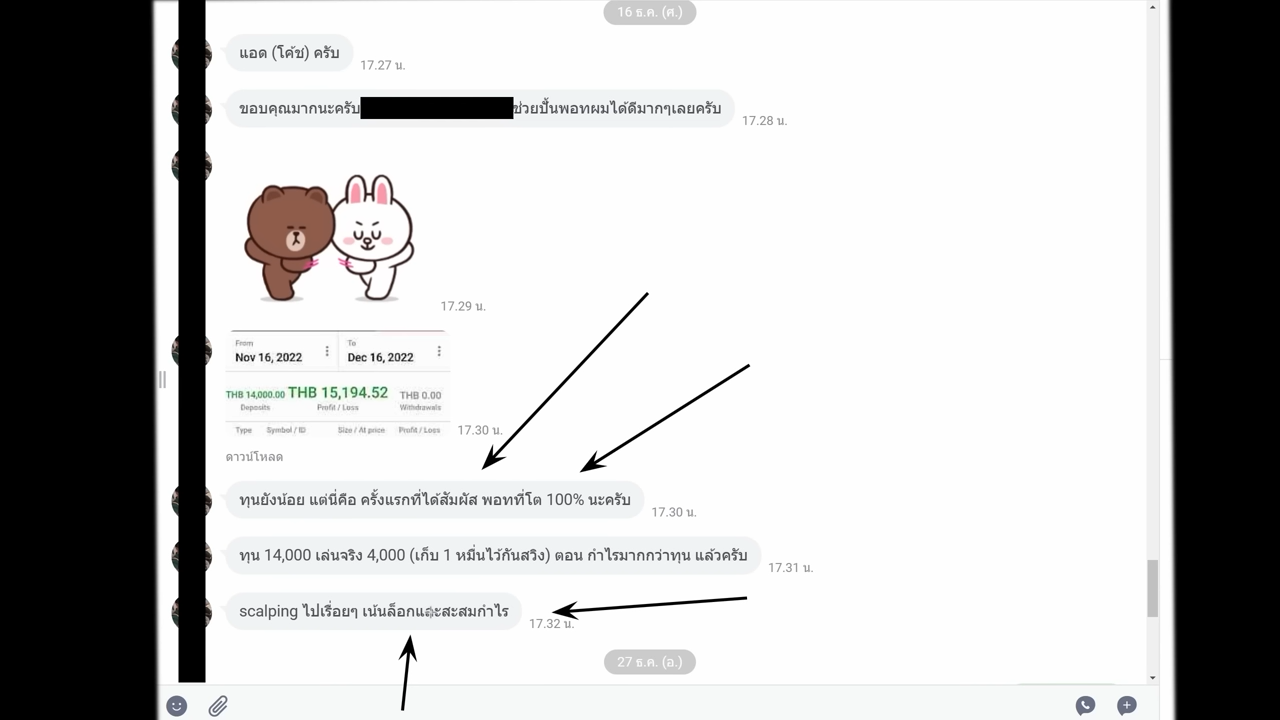 16 ธ.ค. (ศ.)
แอด (โค้ช) ครับ
17.27 น.
ขอบคุณมากนะครับ ช่วยปั้นพอทผมได้ดีมากๆเลยครับ
17.28 น.
17.29 น.
From
To
Nov 16, 2022
Dec 16, 2022
THB 14,000.00 THB 15,194.52 THB 0.00
Deposits Profit / Loss Withdrawals
Type Symbol / ID Size / At price Profit / Loss
17.30 น.
ดาวน์โหลด
ทุนยังน้อย แต่นี่คือ ครั้งแรกที่ได้สัมผัส พอทที่โต 100% นะครับ
17.30 น.
ทุน 14,000 เล่นจริง 4,000 (เก็บ 1 หมื่นไว้กันสวิง) ตอน กำไรมากกว่าทุน แล้วครับ
17.31 น.
scalping ไปเรื่อยๆ เน้นล็อกและสะสมกำไร
17.32 น.
27 ธ.ค. (อ.)